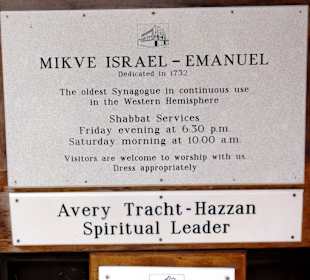 MIKVE ISRAEL - EMANUEL
Dedicated in 1732
The oldest Synagogue in continuous use
in the Western Hemisphere
Shabbat Services
Friday evening at 6:30 p.m.
Saturday morning at 10.00 a.m.
Visitors are welcome to worship with us.
Dress appropriately
Avery Tracht - Hazzan
Spiritual Leader